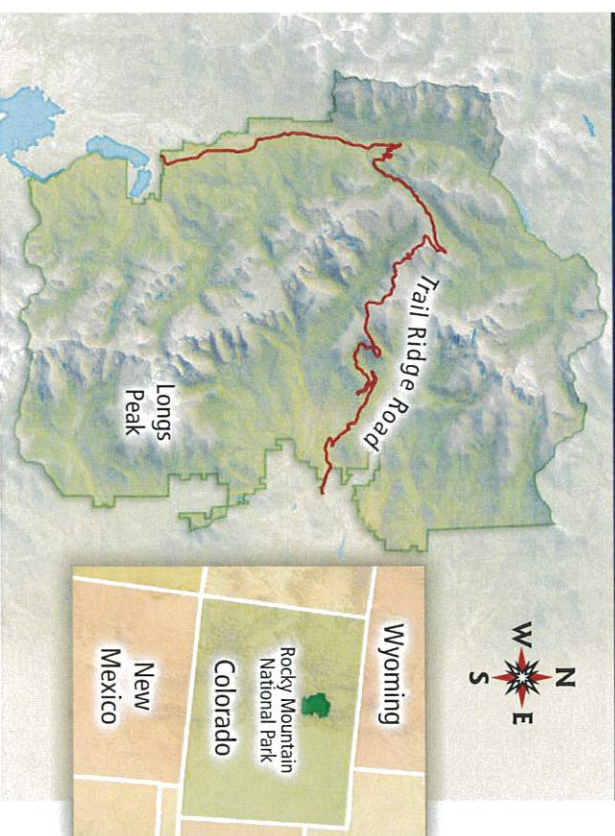 Trail Ridge Road
Longs
Peak
N
W
E
S
Wyoming
Rocky Mountain
National Park
Colorado
New
Mexico